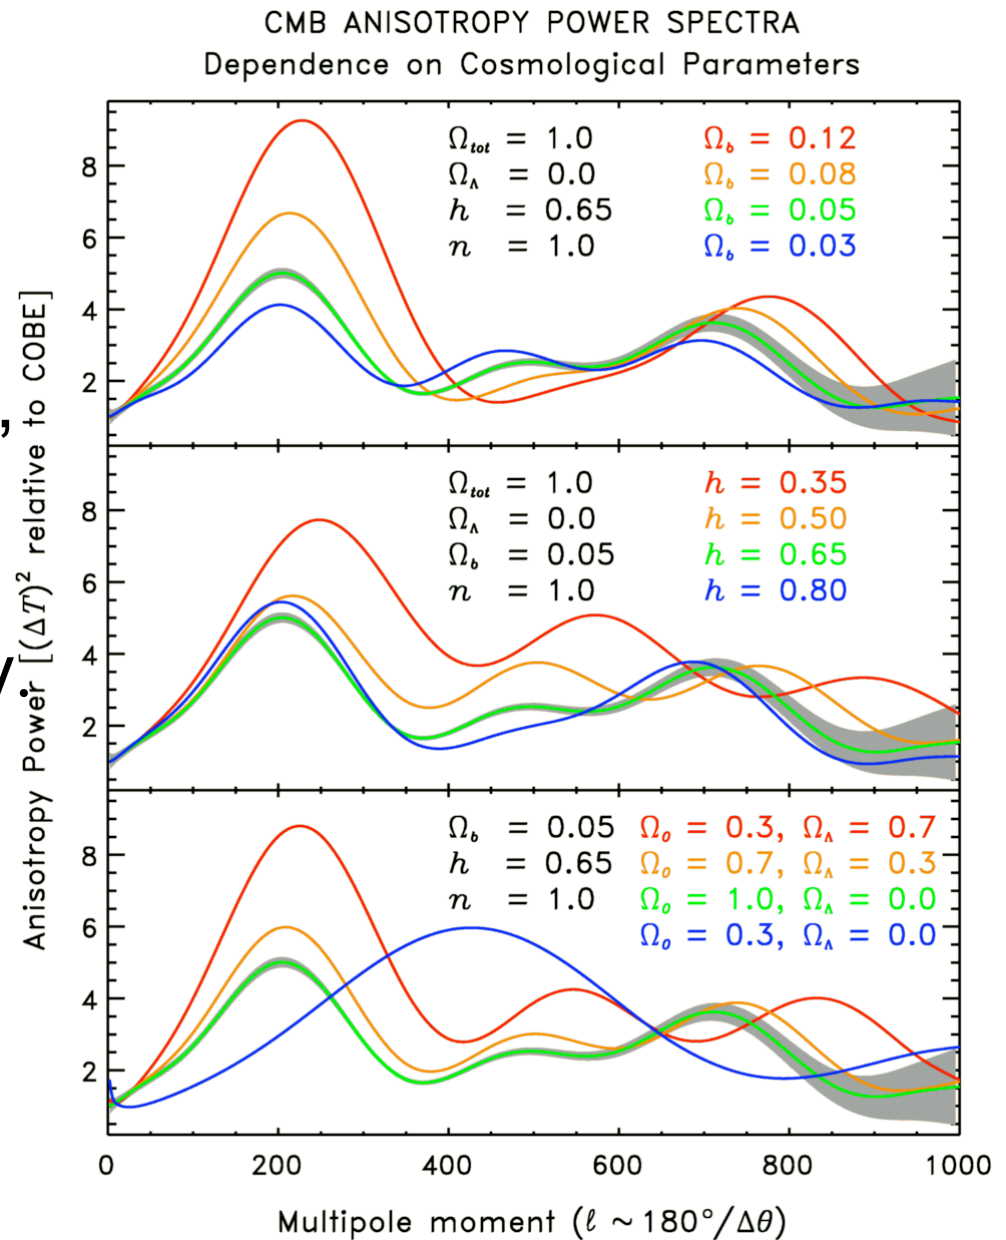 CMB ANISOTROPY POWER SPECTRA
Dependence on Cosmological Parameters
Ω_tot = 1.0 Ω_b = 0.12
Ω_Λ = 0.0 Ω_b = 0.08
h = 0.65 Ω_b = 0.05
n = 1.0 Ω_b = 0.03
8
6
4
2
,
Ω_tot = 1.0 h = 0.35
Ω_Λ = 0.0 h = 0.50
Ω_b = 0.05 h = 0.65
n = 1.0 h = 0.80
8
6
4
2
Anisotropy Power [(ΔT)² relative to COBE]
Ω_b = 0.05 Ω_o = 0.3, Ω_Λ = 0.7
h = 0.65 Ω_o = 0.7, Ω_Λ = 0.3
n = 1.0 Ω_o = 1.0, Ω_Λ = 0.0
Ω_o = 0.3, Ω_Λ = 0.0
8
6
4
2
0 200 400 600 800 1000
Multipole moment (ℓ ~ 180°/Δθ)